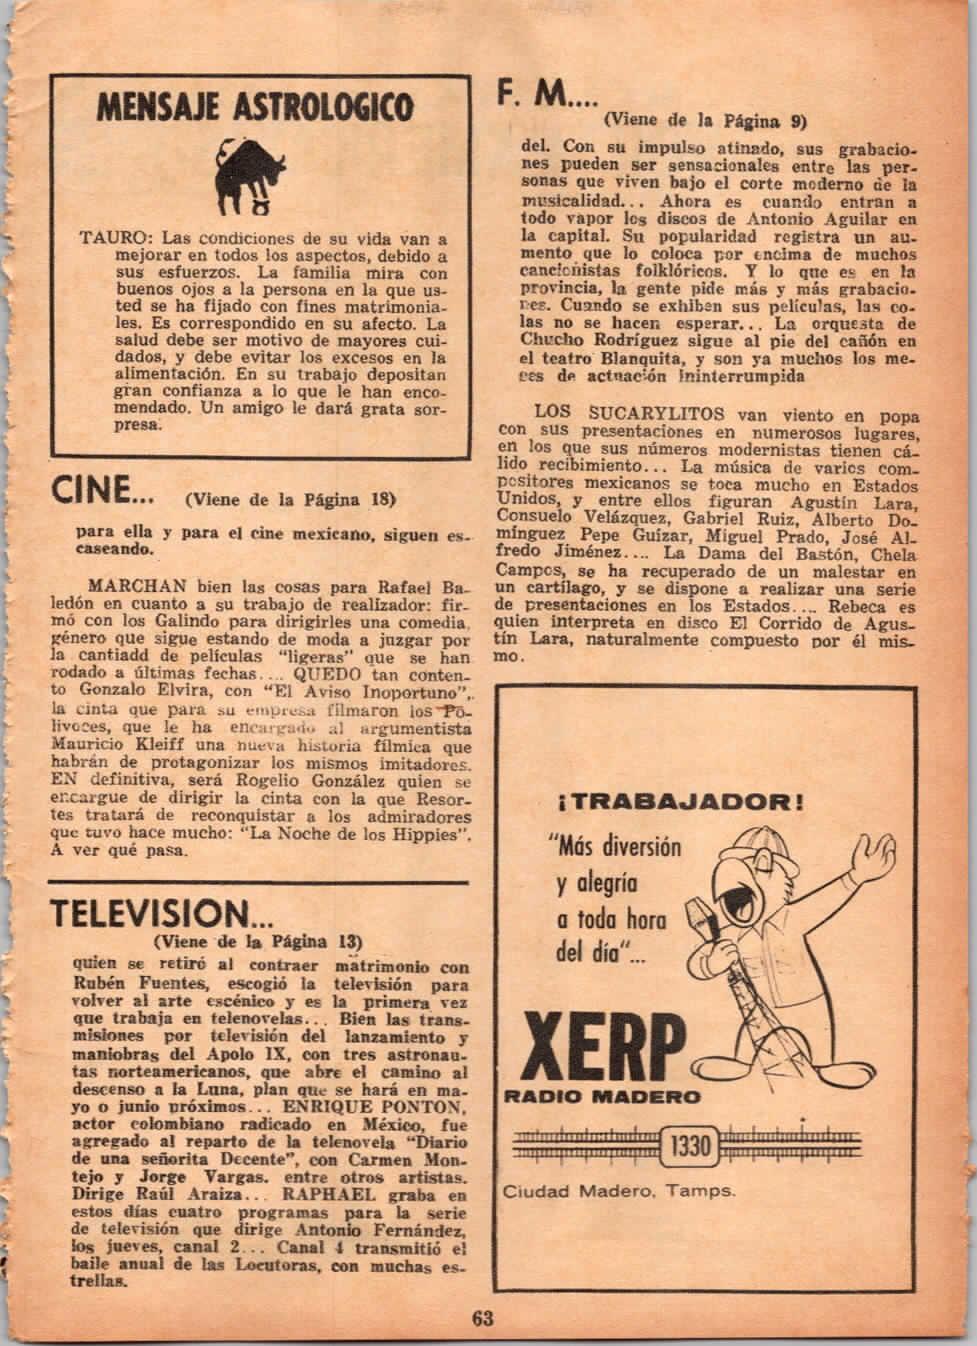 MENSAJE ASTROLOGICO
TAURO: Las condiciones de su vida van a
mejorar en todos los aspectos, debido a
sus esfuerzos. La familia mira con
buenos ojos a la persona en la que us-
ted se ha fijado con fines matrimonia-
les. Es correspondido en su afecto. La
salud debe ser motivo de mayores cui-
dados, y debe evitar los excesos en la
alimentación. En su trabajo depositan
gran confianza a lo que le han enco-
mendado. Un amigo le dará grata sor-
presa.
CINE... (Viene de la Página 18)
para ella y para el cine mexicano, siguen es-
caseando.
MARCHAN bien las cosas para Rafael Ba-
ledón en cuanto a su trabajo de realizador: fir-
mó con los Galindo para dirigirles una comedia,
género que sigue estando de moda a juzgar por
la cantiadd de películas "ligeras" que se han
rodado a últimas fechas.... QUEDO tan conten-
to Gonzalo Elvira, con "El Aviso Inoportuno",
la cinta que para su empresa filmaron los Po-
livoces, que le ha encargado al argumentista
Mauricio Kleiff una nueva historia fílmica que
habrán de protagonizar los mismos imitadores.
EN definitiva, será Rogelio González quien se
encargue de dirigir la cinta con la que Resor-
tes tratará de reconquistar a los admiradores
que tuvo hace mucho: "La Noche de los Hippies".
A ver qué pasa.
TELEVISION...
(Viene de la Página 13)
quien se retiró al contraer matrimonio con
Rubén Fuentes, escogió la televisión para
volver al arte escénico y es la primera vez
que trabaja en telenovelas... Bien las trans-
misiones por televisión del lanzamiento y
maniobras del Apolo IX, con tres astronau-
tas norteamericanos, que abre el camino al
descenso a la Luna, plan que se hará en ma-
yo o junio próximos... ENRIQUE PONTON,
actor colombiano radicado en México, fue
agregado al reparto de la telenovela "Diario
de una señorita Decente", con Carmen Mon-
tejo y Jorge Vargas. entre otros artistas.
Dirige Raúl Araiza... RAPHAEL graba en
estos días cuatro programas para la serie
de televisión que dirige Antonio Fernández,
los jueves, canal 2... Canal 4 transmitió el
baile anual de las Locutoras, con muchas es-
trellas.
F. M....
(Viene de la Página 9)
del. Con su impulso atinado, sus grabacio-
nes pueden ser sensacionales entre las per-
sonas que viven bajo el corte moderno de la
musicalidad... Ahora es cuando entran a
todo vapor los discos de Antonio Aguilar en
la capital. Su popularidad registra un au-
mento que lo coloca por encima de muchos
cancionistas folklóricos. Y lo que es en la
provincia, la gente pide más y más grabacio-
nes. Cuando se exhiben sus películas, las co-
las no se hacen esperar... La orquesta de
Chucho Rodríguez sigue al pie del cañón en
el teatro Blanquita, y son ya muchos los me-
ses de actuación ininterrumpida
LOS SUCARYLITOS van viento en popa
con sus presentaciones en numerosos lugares,
en los que sus números modernistas tienen cá-
lido recibimiento... La música de varios com-
positores mexicanos se toca mucho en Estados
Unidos, y entre ellos figuran Agustín Lara,
Consuelo Velázquez, Gabriel Ruiz, Alberto Do-
mínguez Pepe Guízar, Miguel Prado, José Al-
fredo Jiménez.... La Dama del Bastón, Chela
Campos, se ha recuperado de un malestar en
un cartílago, y se dispone a realizar una serie
de presentaciones en los Estados.... Rebeca es
quien interpreta en disco El Corrido de Agus-
tín Lara, naturalmente compuesto por él mis-
mo.
¡TRABAJADOR!
"Más diversión
y alegría
a toda hora
del día"...
XERP
RADIO MADERO
1330
Ciudad Madero, Tamps.
63